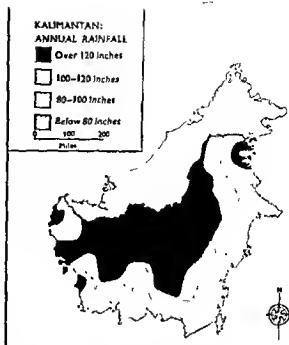 KALIMANTAN:
ANNUAL RAINFALL
Over 120 Inches
100–120 Inches
80–100 Inches
Below 80 Inches
0 100 200
Miles
N